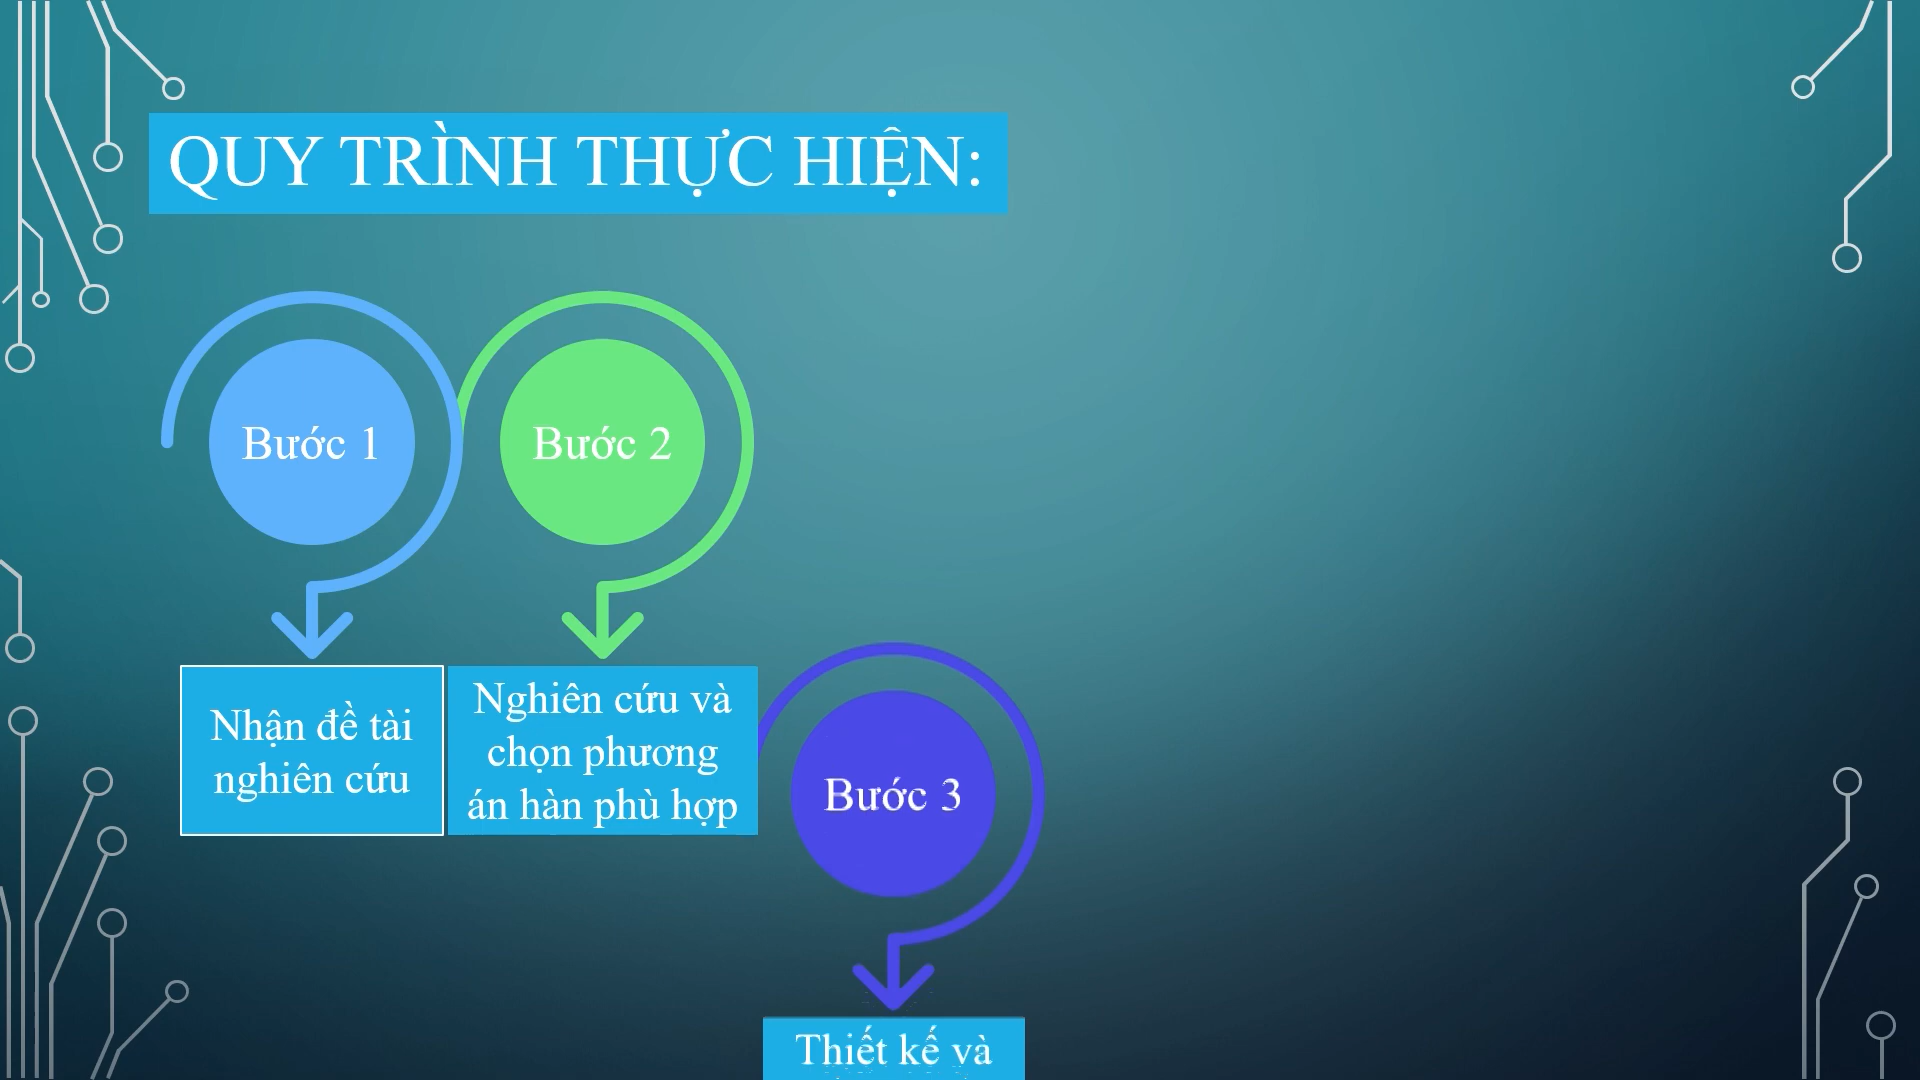 QUY TRÌNH THỰC HIỆN:
Bước 1
Bước 2
Nhận đề tài
nghiên cứu
Nghiên cứu và
chọn phương
án hàn phù hợp
Bước 3
Thiết kế và